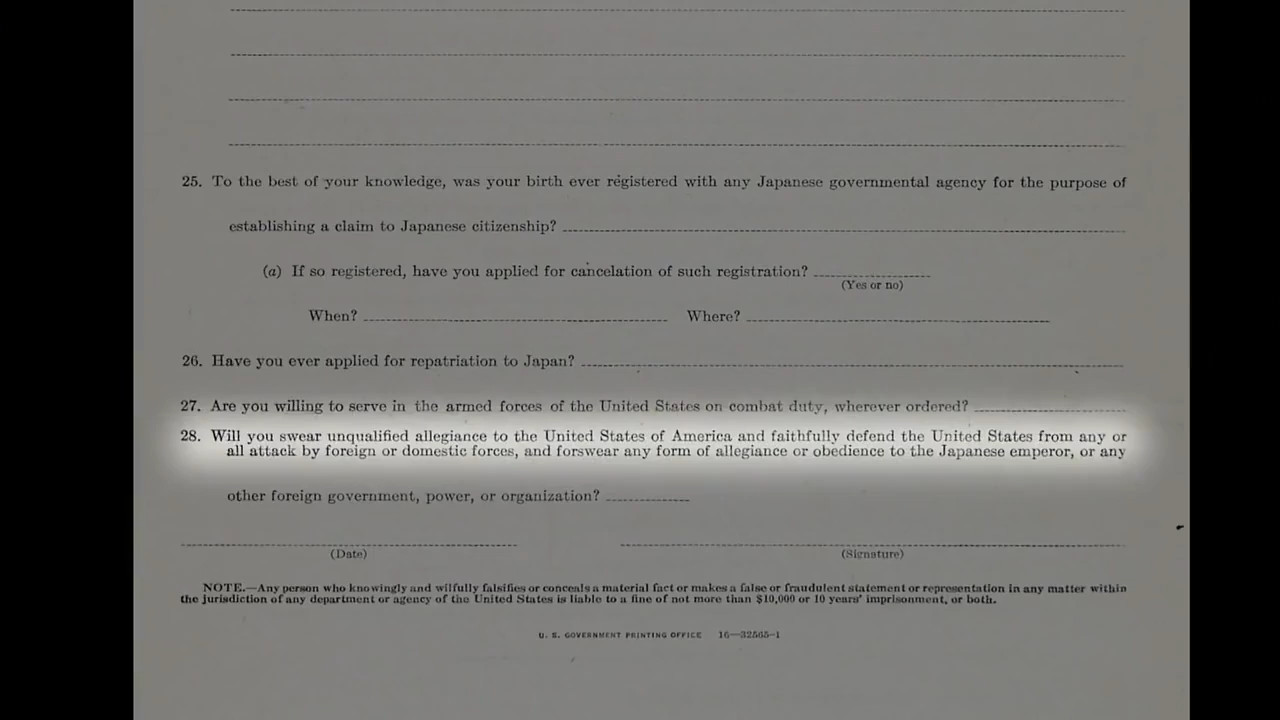 25. To the best of your knowledge, was your birth ever registered with any Japanese governmental agency for the purpose of
establishing a claim to Japanese citizenship?
(a) If so registered, have you applied for cancelation of such registration?
(Yes or no)
When? Where?
26. Have you ever applied for repatriation to Japan?
27. Are you willing to serve in the armed forces of the United States on combat duty, wherever ordered?
28. Will you swear unqualified allegiance to the United States of America and faithfully defend the United States from any or
all attack by foreign or domestic forces, and forswear any form of allegiance or obedience to the Japanese emperor, or any
other foreign government, power, or organization?
(Date) (Signature)
NOTE.—Any person who knowingly and wilfully falsifies or conceals a material fact or makes a false or fraudulent statement or representation in any matter within
the jurisdiction of any department or agency of the United States is liable to a fine of not more than $10,000 or 10 years' imprisonment, or both.
U. S. GOVERNMENT PRINTING OFFICE 16—32565-1